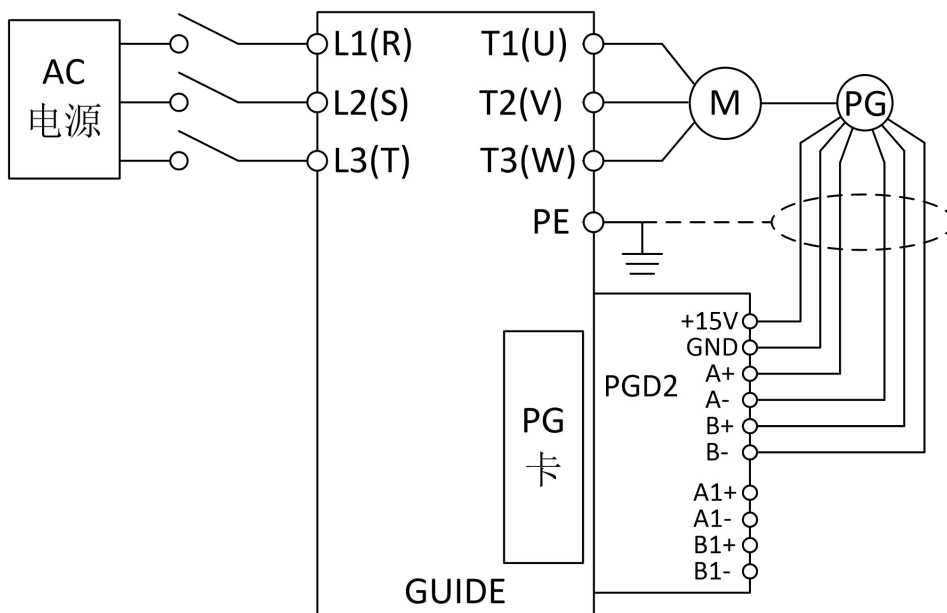 AC
电源
L1(R)
L2(S)
L3(T)
T1(U)
T2(V)
T3(W)
PE
M
PG
PG
卡
GUIDE
PGD2
+15V
GND
A+
A-
B+
B-
A1+
A1-
B1+
B1-